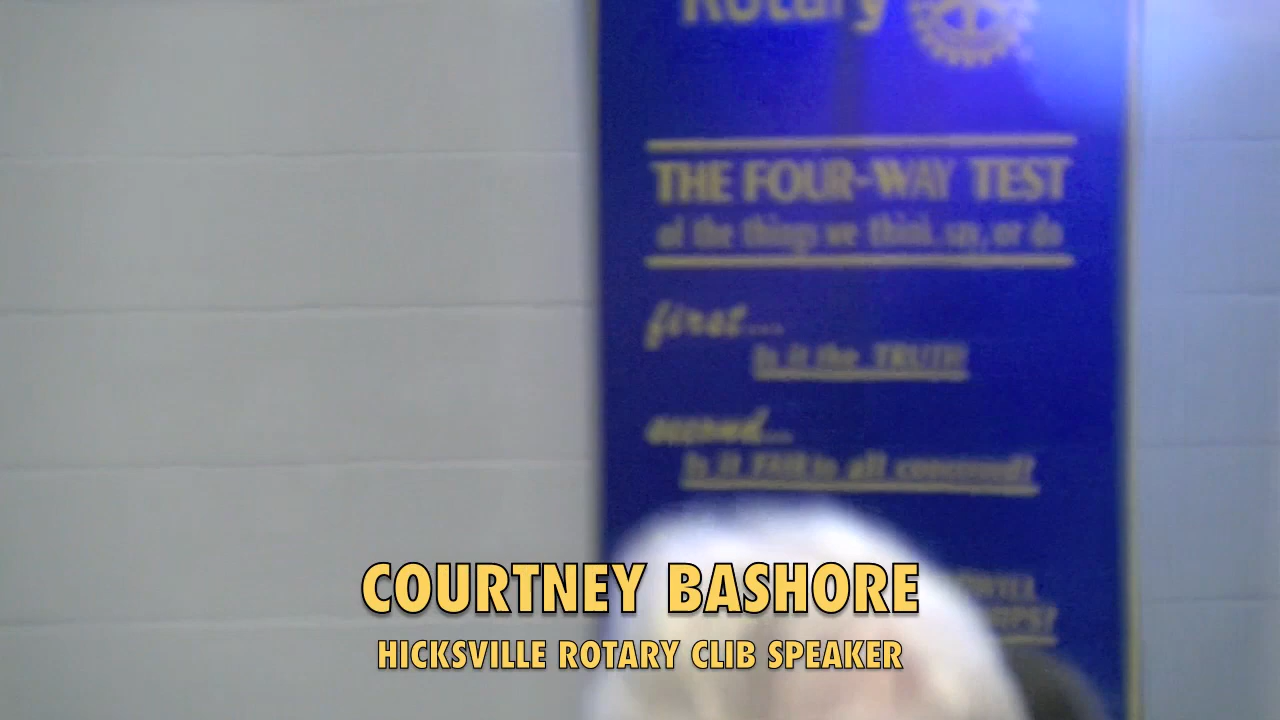 Rotary
THE FOUR-WAY TEST
of the things we think, say, or do
first...
Is it the TRUTH?
second...
Is it FAIR to all concerned?
COURTNEY BASHORE
HICKSVILLE ROTARY CLIB SPEAKER